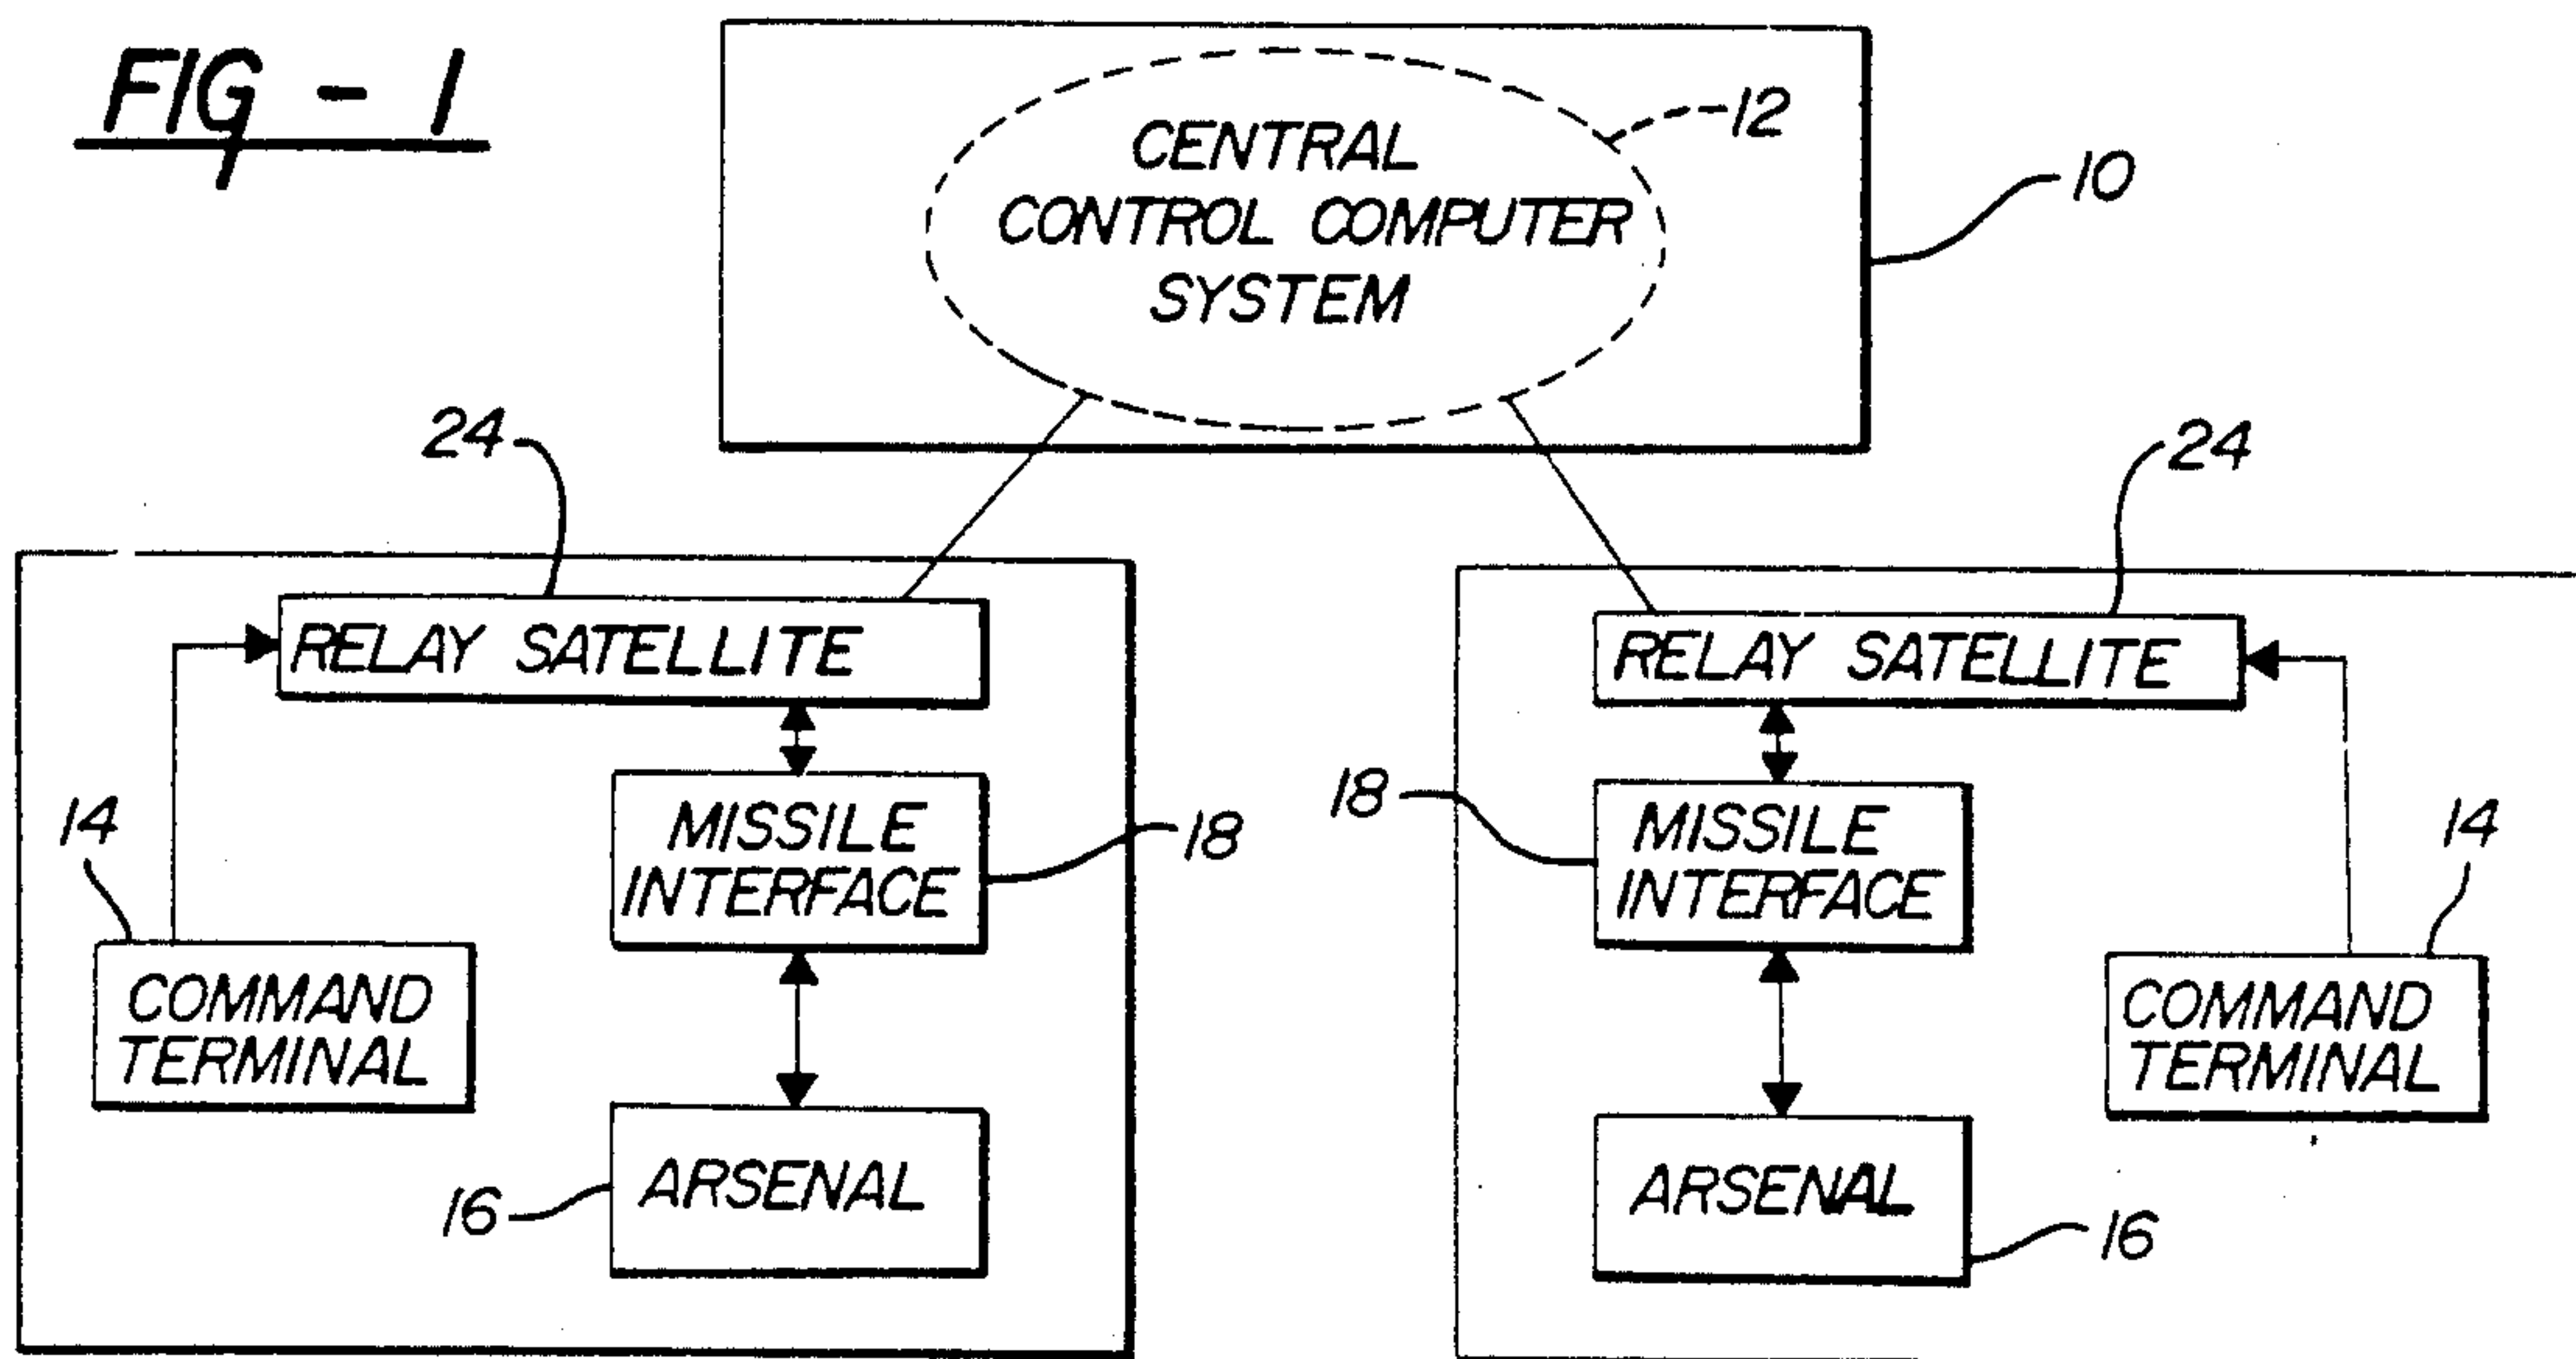 FIG - 1
CENTRAL
CONTROL COMPUTER
SYSTEM
12
10
24
24
RELAY SATELLITE
RELAY SATELLITE
14
MISSILE
INTERFACE
18
18
MISSILE
INTERFACE
14
COMMAND
TERMINAL
COMMAND
TERMINAL
16
ARSENAL
ARSENAL
16